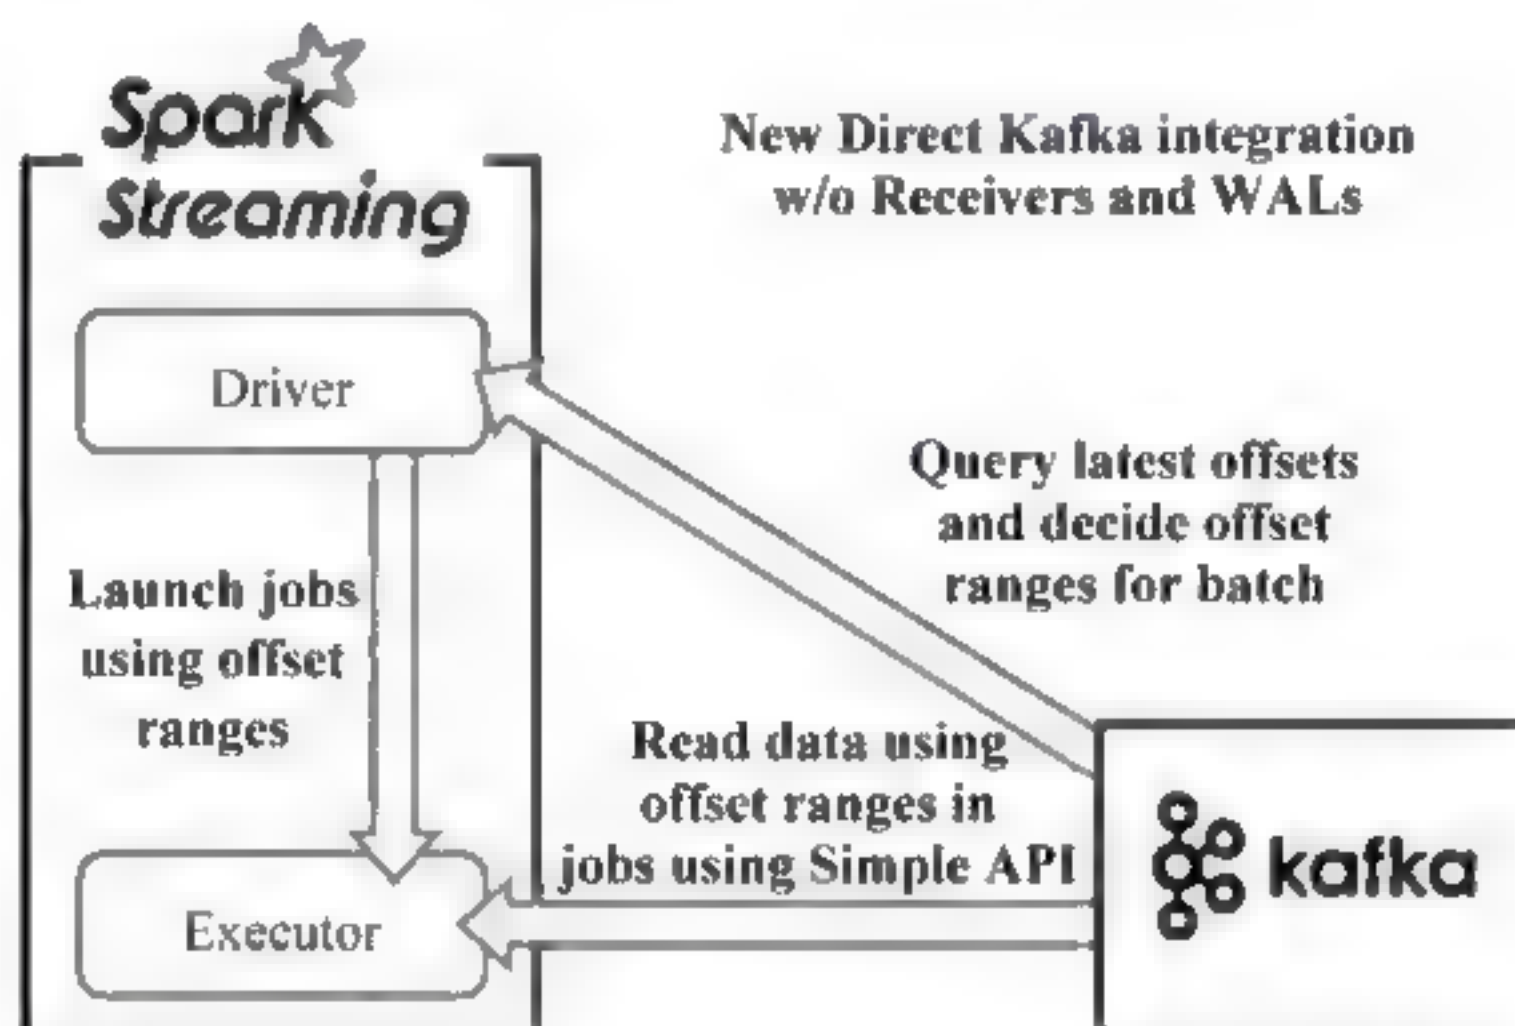 Spark
Streaming
New Direct Kafka integration
w/o Receivers and WALs
Driver
Query latest offsets
and decide offset
ranges for batch
Launch jobs
using offset
ranges
Read data using
offset ranges in
jobs using Simple API
kafka
Executor